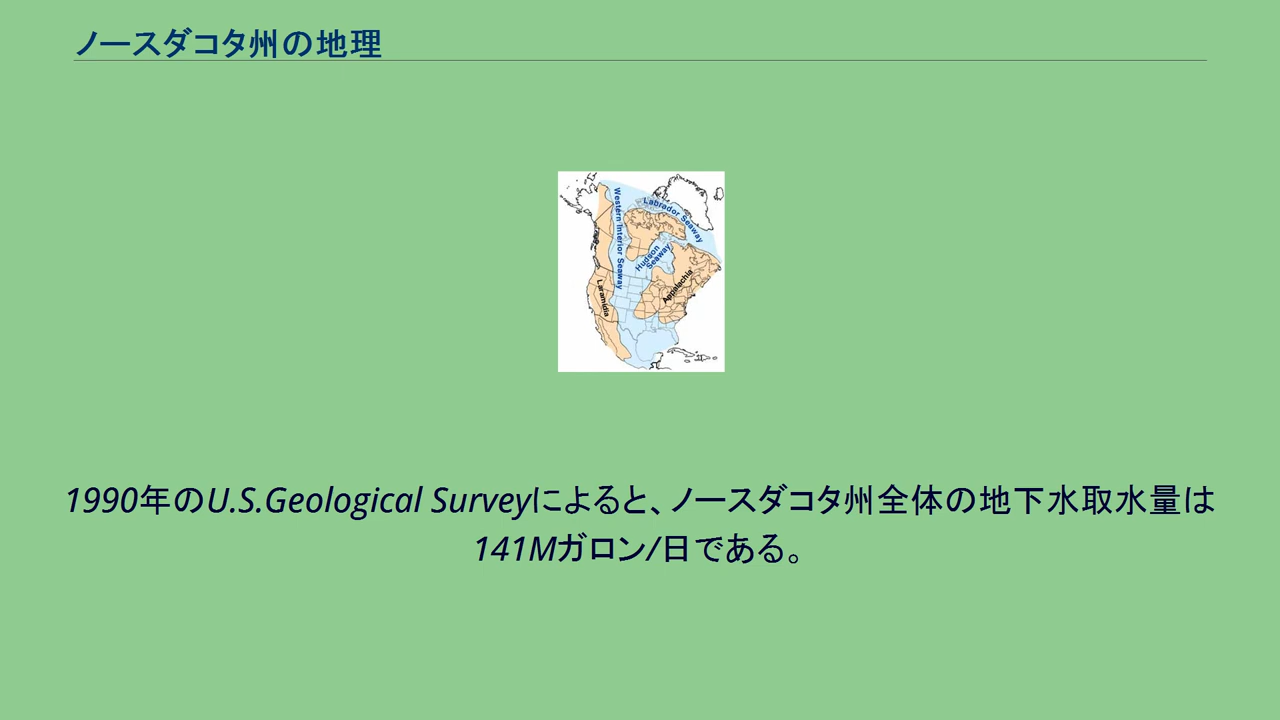 ノースダコタ州の地理
Western Interior Seaway
Labrador Seaway
Hudson
Seaway
Laramidia
Appalachia
1990年のU.S.Geological Surveyによると、ノースダコタ州全体の地下水取水量は
141Mガロン/日である。